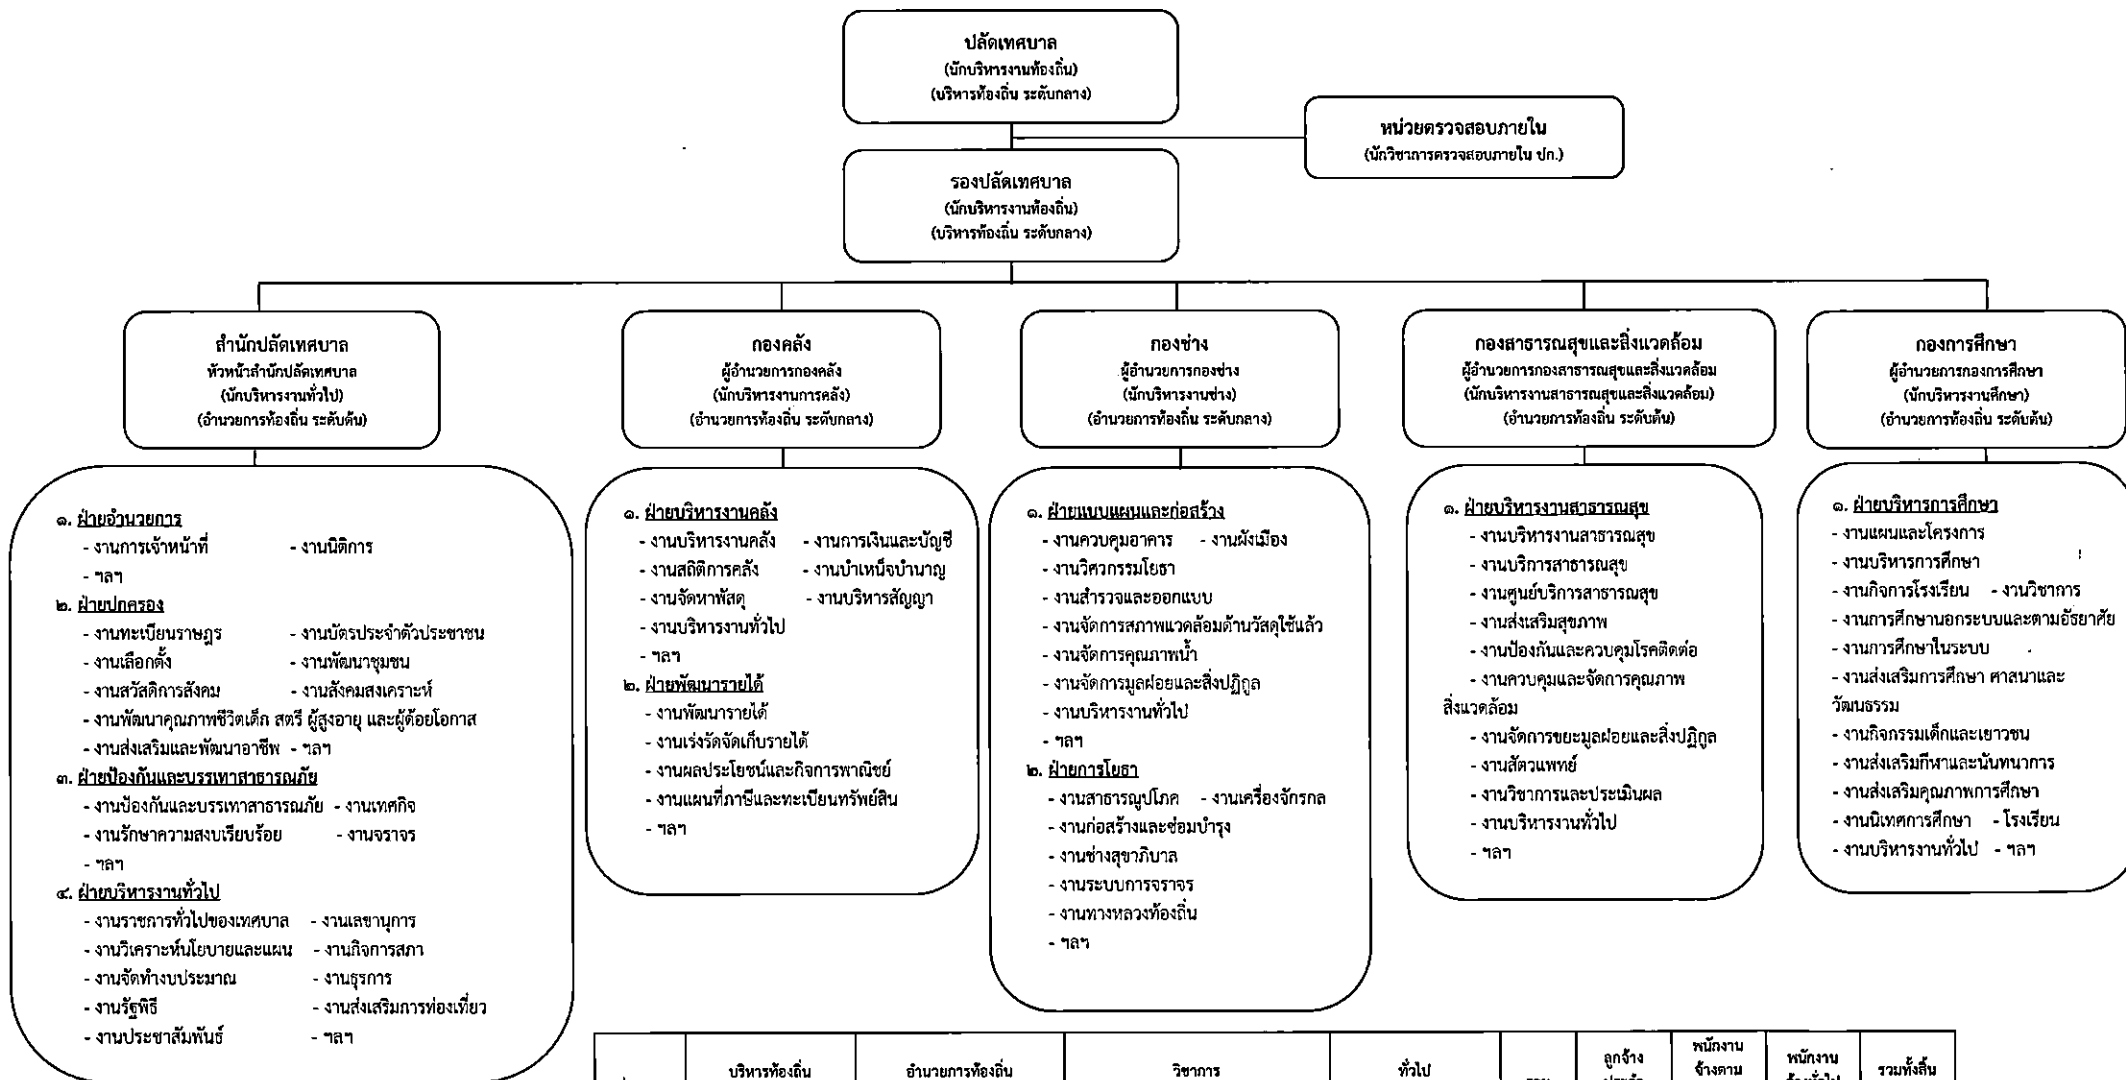 ปลัดเทศบาล
(นักบริหารงานท้องถิ่น)
(บริหารท้องถิ่น ระดับกลาง)
หน่วยตรวจสอบภายใน
(นักวิชาการตรวจสอบภายใน ปก.)
รองปลัดเทศบาล
(นักบริหารงานท้องถิ่น)
(บริหารท้องถิ่น ระดับกลาง)
สำนักปลัดเทศบาล
หัวหน้าสำนักปลัดเทศบาล
(นักบริหารงานทั่วไป)
(อำนวยการท้องถิ่น ระดับต้น)
กองคลัง
ผู้อำนวยการกองคลัง
(นักบริหารงานการคลัง)
(อำนวยการท้องถิ่น ระดับกลาง)
กองช่าง
ผู้อำนวยการกองช่าง
(นักบริหารงานช่าง)
(อำนวยการท้องถิ่น ระดับกลาง)
กองสาธารณสุขและสิ่งแวดล้อม
ผู้อำนวยการกองสาธารณสุขและสิ่งแวดล้อม
(นักบริหารงานสาธารณสุขและสิ่งแวดล้อม)
(อำนวยการท้องถิ่น ระดับต้น)
กองการศึกษา
ผู้อำนวยการกองการศึกษา
(นักบริหารงานศึกษา)
(อำนวยการท้องถิ่น ระดับต้น)
๑. ฝ่ายอำนวยการ
- งานการเจ้าหน้าที่ - งานนิติการ
- ฯลฯ
๒. ฝ่ายปกครอง
- งานทะเบียนราษฎร - งานบัตรประจำตัวประชาชน
- งานเลือกตั้ง - งานพัฒนาชุมชน
- งานสวัสดิการสังคม - งานสังคมสงเคราะห์
- งานพัฒนาคุณภาพชีวิตเด็ก สตรี ผู้สูงอายุ และผู้ด้อยโอกาส
- งานส่งเสริมและพัฒนาอาชีพ - ฯลฯ
๓. ฝ่ายป้องกันและบรรเทาสาธารณภัย
- งานป้องกันและบรรเทาสาธารณภัย - งานเทศกิจ
- งานรักษาความสงบเรียบร้อย - งานจราจร
- ฯลฯ
๔. ฝ่ายบริหารงานทั่วไป
- งานราชการทั่วไปของเทศบาล - งานเลขานุการ
- งานวิเคราะห์นโยบายและแผน - งานกิจการสภา
- งานจัดทำงบประมาณ - งานธุรการ
- งานรัฐพิธี - งานส่งเสริมการท่องเที่ยว
- งานประชาสัมพันธ์ - ฯลฯ
๑. ฝ่ายบริหารงานคลัง
- งานบริหารงานคลัง - งานการเงินและบัญชี
- งานสถิติการคลัง - งานบำเหน็จบำนาญ
- งานจัดหาพัสดุ - งานบริหารสัญญา
- งานบริหารงานทั่วไป
- ฯลฯ
๒. ฝ่ายพัฒนารายได้
- งานพัฒนารายได้
- งานเร่งรัดจัดเก็บรายได้
- งานผลประโยชน์และกิจการพาณิชย์
- งานแผนที่ภาษีและทะเบียนทรัพย์สิน
- ฯลฯ
๑. ฝ่ายแบบแผนและก่อสร้าง
- งานควบคุมอาคาร - งานผังเมือง
- งานวิศวกรรมโยธา
- งานสำรวจและออกแบบ
- งานจัดการสภาพแวดล้อมด้านวัสดุใช้แล้ว
- งานจัดการคุณภาพน้ำ
- งานจัดการมูลฝอยและสิ่งปฏิกูล
- งานบริหารงานทั่วไป
- ฯลฯ
๒. ฝ่ายการโยธา
- งานสาธารณูปโภค - งานเครื่องจักรกล
- งานก่อสร้างและซ่อมบำรุง
- งานช่างสุขาภิบาล
- งานระบบการจราจร
- งานทางหลวงท้องถิ่น
- ฯลฯ
๑. ฝ่ายบริหารงานสาธารณสุข
- งานบริหารงานสาธารณสุข
- งานบริการสาธารณสุข
- งานศูนย์บริการสาธารณสุข
- งานส่งเสริมสุขภาพ
- งานป้องกันและควบคุมโรคติดต่อ
- งานควบคุมและจัดการคุณภาพ
สิ่งแวดล้อม
- งานจัดการขยะมูลฝอยและสิ่งปฏิกูล
- งานสัตวแพทย์
- งานวิชาการและประเมินผล
- งานบริหารงานทั่วไป
- ฯลฯ
๑. ฝ่ายบริหารการศึกษา
- งานแผนและโครงการ
- งานบริหารการศึกษา
- งานกิจการโรงเรียน - งานวิชาการ
- งานการศึกษานอกระบบและตามอัธยาศัย
- งานการศึกษาในระบบ
- งานส่งเสริมการศึกษา ศาสนาและ
วัฒนธรรม
- งานกิจกรรมเด็กและเยาวชน
- งานส่งเสริมกีฬาและนันทนาการ
- งานส่งเสริมคุณภาพการศึกษา
- งานนิเทศการศึกษา - โรงเรียน
- งานบริหารงานทั่วไป - ฯลฯ
บริหารท้องถิ่น
อำนวยการท้องถิ่น
วิชาการ
ทั่วไป
ลูกจ้าง
พนักงาน
จ้างตาม
พนักงาน
รวมทั้งสิ้น